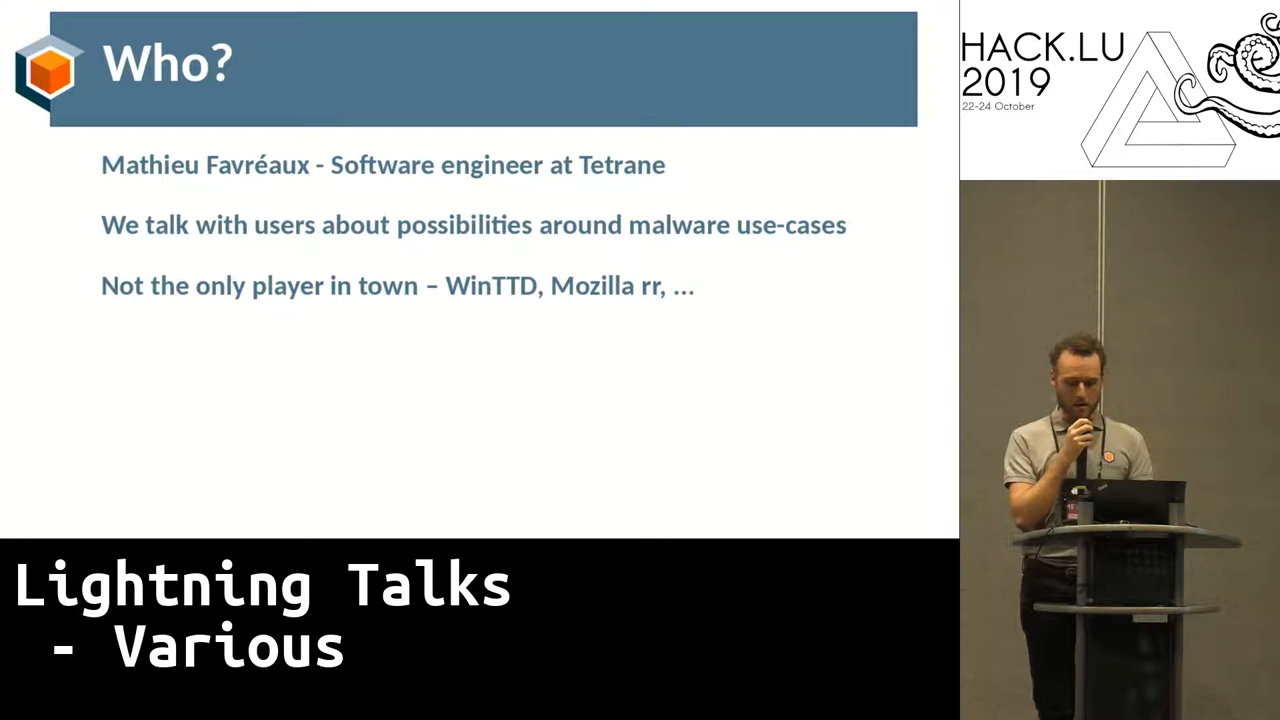 Who?
Mathieu Favréaux - Software engineer at Tetrane
We talk with users about possibilities around malware use-cases
Not the only player in town – WinTTD, Mozilla rr, ...
HACK.LU
2019
22-24 October
Lightning Talks
- Various